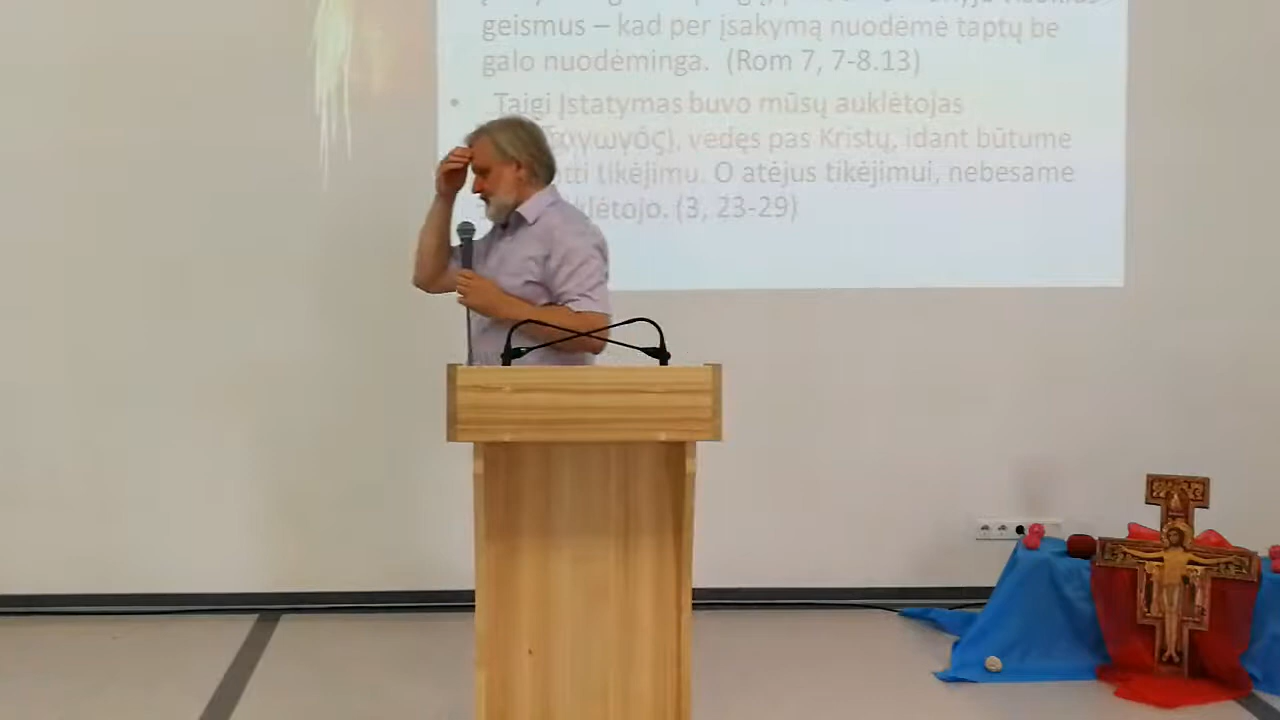 geismus – kad per įsakymą nuodėmė taptų be
galo nuodėminga. (Rom 7, 7-8.13)
• Taigi Įstatymas buvo mūsų auklėtojas
vedęs pas Kristų, idant būtume
tikėjimu. O atėjus tikėjimui, nebesame
(3, 23-29)